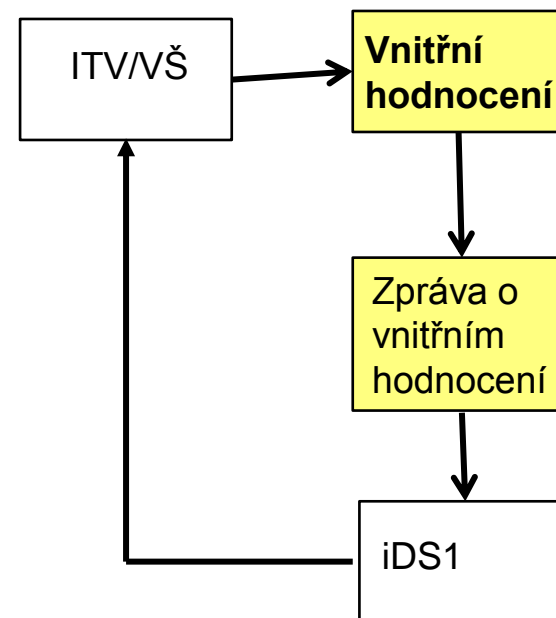 ITV/VŠ
Vnitřní
hodnocení
Zpráva o
vnitřním
hodnocení
iDS1